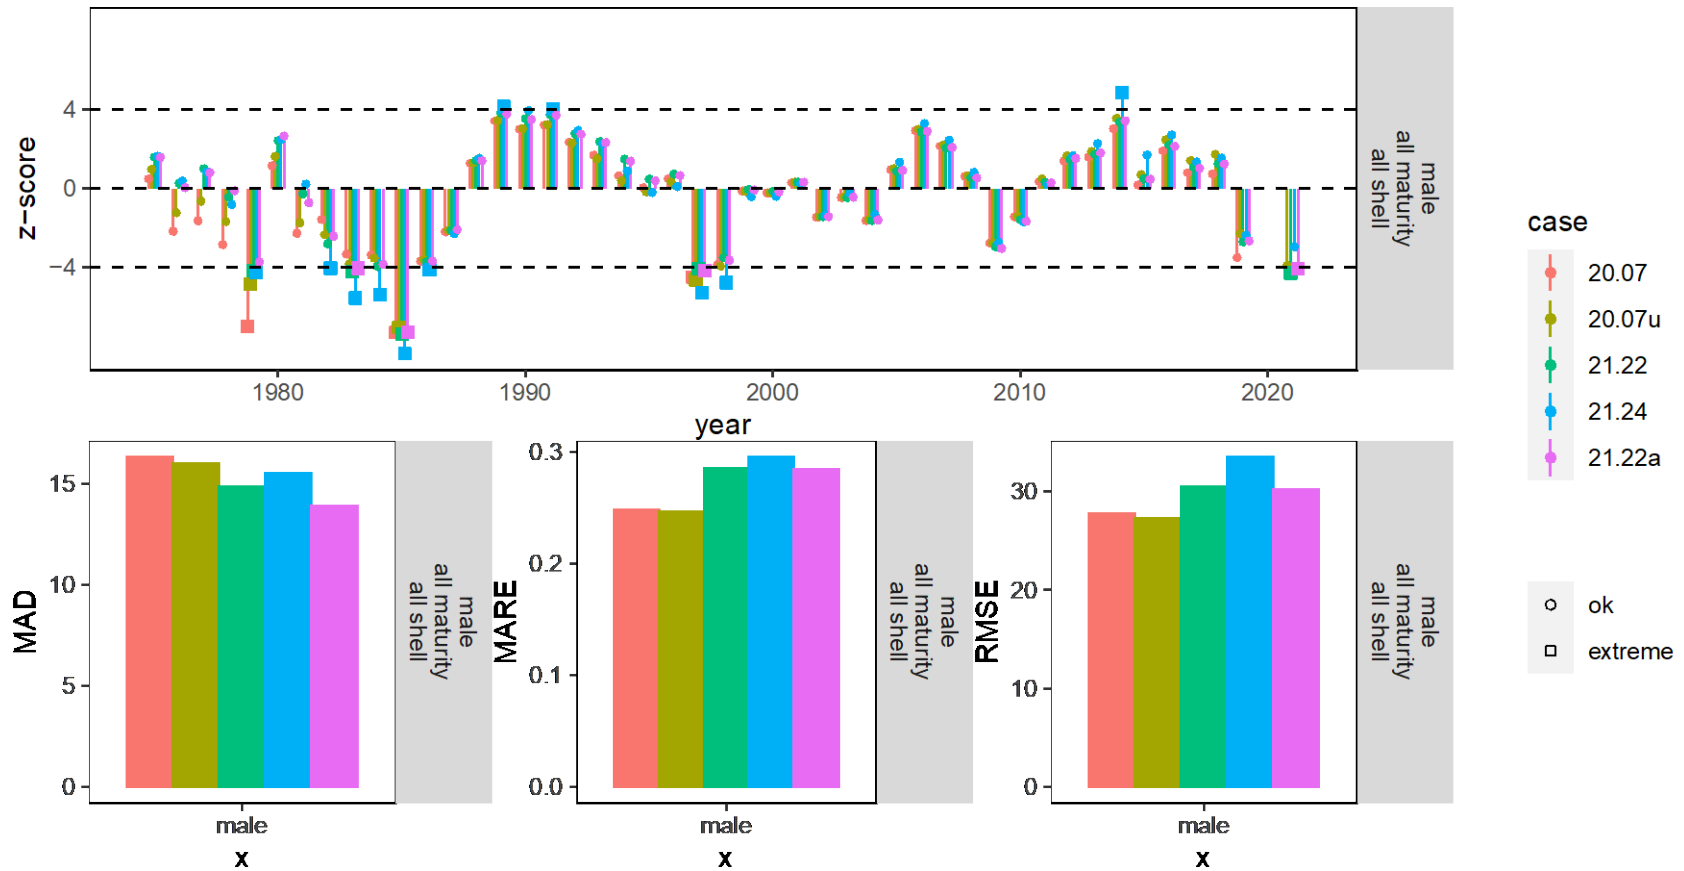 z−score
4
0
−4
1980
1990
2000
2010
2020
year
male
all maturity
all shell
case
20.07
20.07u
21.22
21.24
21.22a
ok
extreme
MAD
15
10
5
0
male
x
male
all maturity
all shell
MARE
0.3
0.2
0.1
0.0
male
x
male
all maturity
all shell
RMSE
30
20
10
0
male
x
male
all maturity
all shell